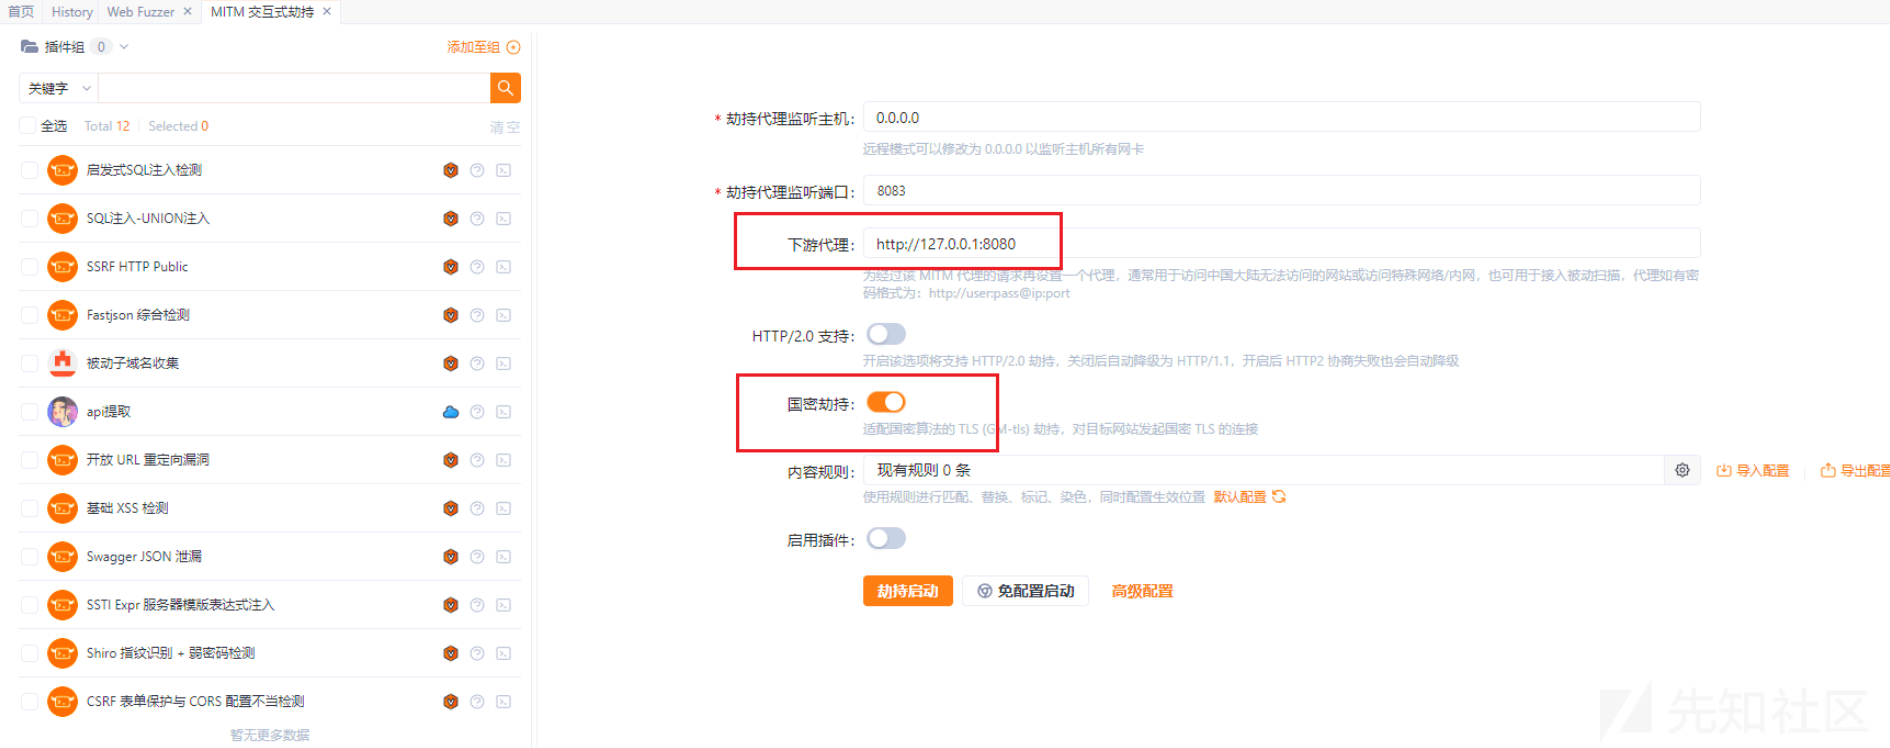 首页 History Web Fuzzer × MITM 交互式劫持 ×
插件组 0
添加至组
关键字
全选 Total 12 Selected 0 清空
启发式SQL注入检测
SQL注入-UNION注入
SSRF HTTP Public
Fastjson 综合检测
被动子域名收集
api提取
开放 URL 重定向漏洞
基础 XSS 检测
Swagger JSON 泄漏
SSTI Expr 服务器模版表达式注入
Shiro 指纹识别 + 弱密码检测
CSRF 表单保护与 CORS 配置不当检测
暂无更多数据
* 劫持代理监听主机: 0.0.0.0
远程模式可以修改为 0.0.0.0 以监听主机所有网卡
* 劫持代理监听端口: 8083
下游代理: http://127.0.0.1:8080
为经过该 MITM 代理的请求再设置一个代理，通常用于访问中国大陆无法访问的网站或访问特殊网络/内网，也可用于接入被动扫描，代理如有密
码格式为：http://user:pass@ip:port
HTTP/2.0 支持:
开启该选项将支持 HTTP/2.0 劫持，关闭后自动降级为 HTTP/1.1，开启后 HTTP2 协商失败也会自动降级
国密劫持:
适配国密算法的 TLS (GM-tls) 劫持，对目标网站发起国密 TLS 的连接
内容规则: 现有规则 0 条 导入配置 导出配置
使用规则进行匹配、替换、标记、染色，同时配置生效位置 默认配置
启用插件:
劫持启动 免配置启动 高级配置
先知社区